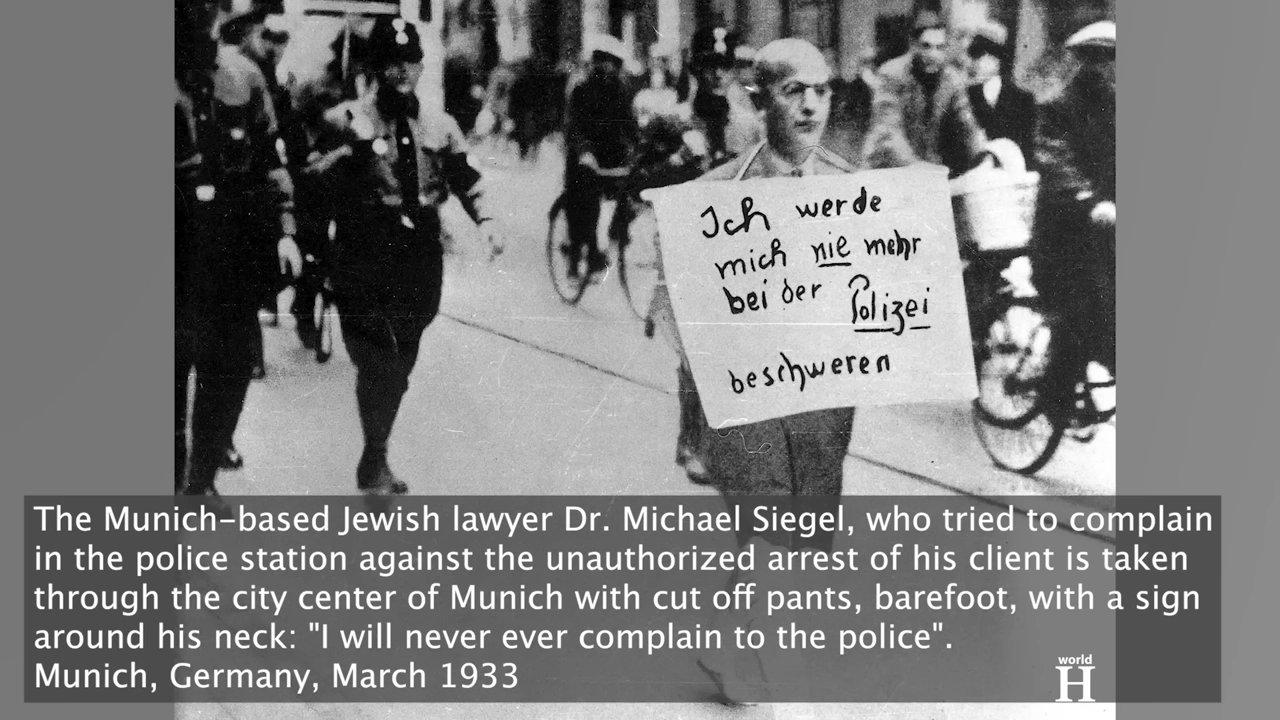 Ich werde
mich nie mehr
bei der Polizei
beschweren
The Munich-based Jewish lawyer Dr. Michael Siegel, who tried to complain
in the police station against the unauthorized arrest of his client is taken
through the city center of Munich with cut off pants, barefoot, with a sign
around his neck: "I will never ever complain to the police".
Munich, Germany, March 1933
world
H